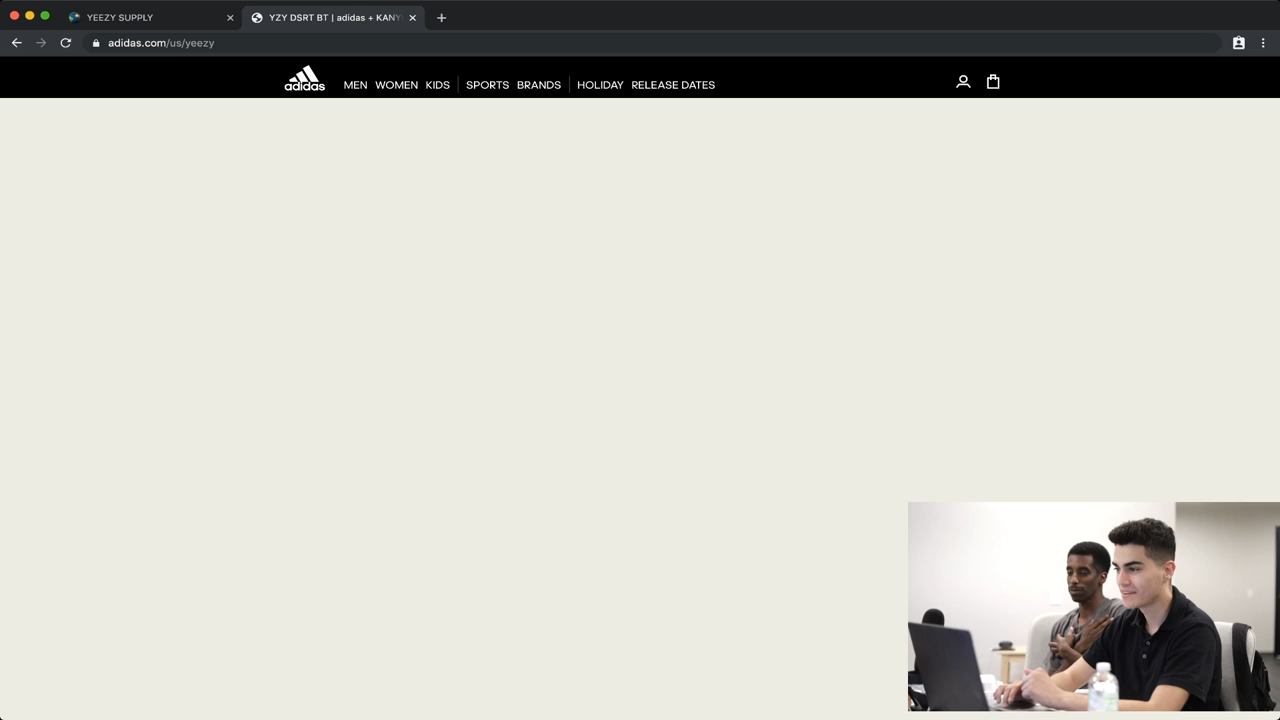 YEEZY SUPPLY
YZY DSRT BT | adidas + KANY
adidas.com/us/yeezy
adidas
MEN WOMEN KIDS SPORTS BRANDS HOLIDAY RELEASE DATES